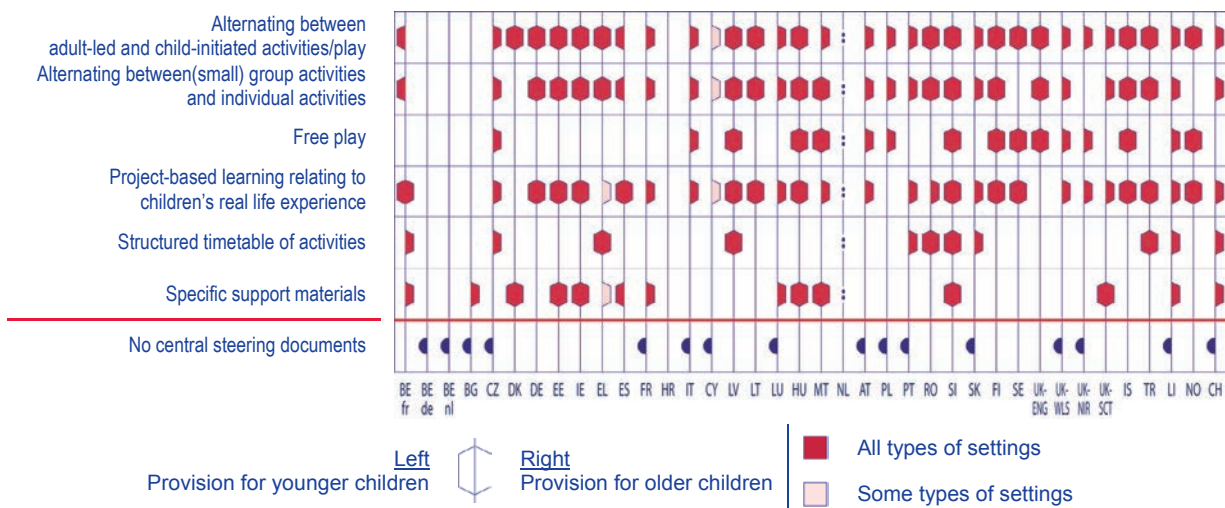 Alternating between
adult-led and child-initiated activities/play
Alternating between(small) group activities
and individual activities
Free play
Project-based learning relating to
children's real life experience
Structured timetable of activities
Specific support materials
No central steering documents
BE fr BE de BE nl BG CZ DK DE EE IE EL ES FR HR IT CY LV LT LU HU MT NL AT PL PT RO SI SK FI SE UK-ENG UK-WLS UK-NIR UK-SCT IS TR LI NO CH
Left
Provision for younger children
Right
Provision for older children
All types of settings
Some types of settings